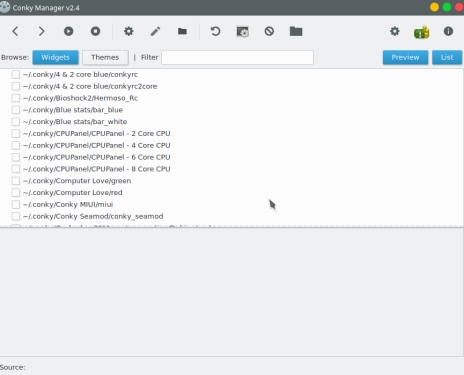 Conky Manager v2.4
Browse: Widgets Themes | Filter Preview List
~/.conky/4 & 2 core blue/conkyrc
~/.conky/4 & 2 core blue/conkyrc2core
~/.conky/Bioshock2/Hermoso_Rc
~/.conky/Blue stats/bar_blue
~/.conky/Blue stats/bar_white
~/.conky/CPUPanel/CPUPanel - 2 Core CPU
~/.conky/CPUPanel/CPUPanel - 4 Core CPU
~/.conky/CPUPanel/CPUPanel - 6 Core CPU
~/.conky/CPUPanel/CPUPanel - 8 Core CPU
~/.conky/Computer Love/green
~/.conky/Computer Love/red
~/.conky/Conky MIUI/miui
~/.conky/Conky Seamod/conky_seamod
Source: